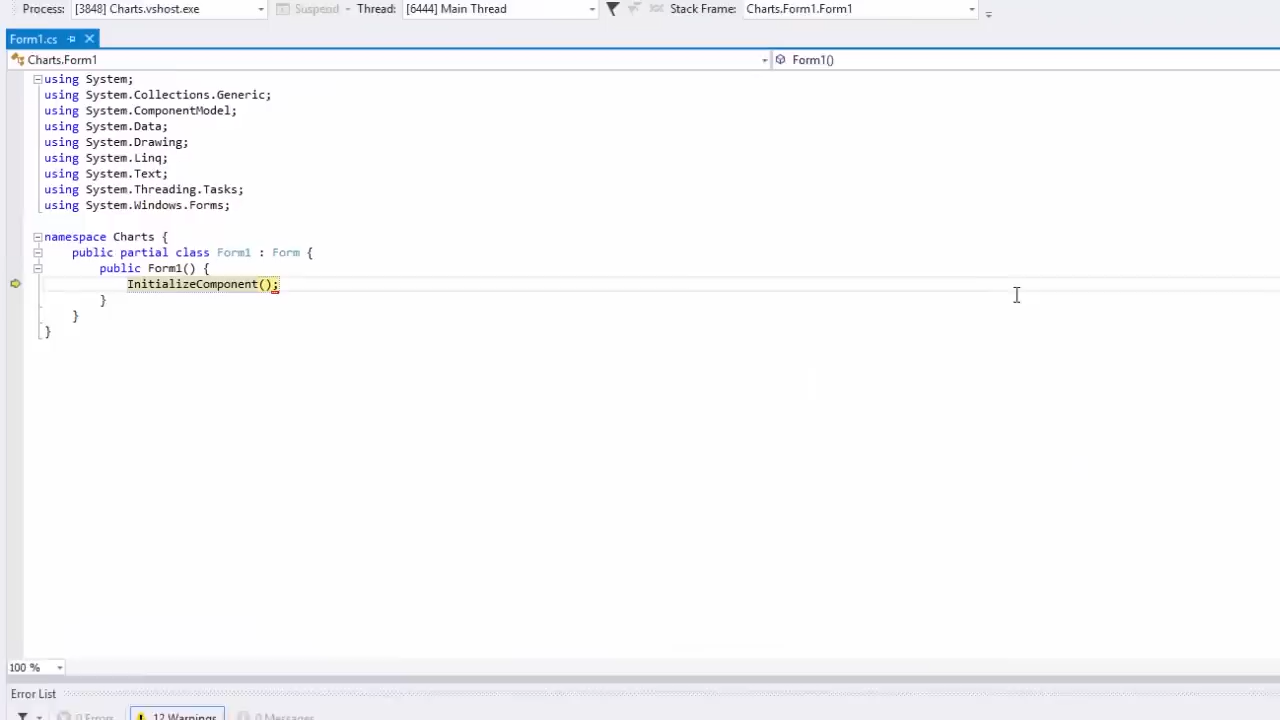 Process: [3848] Charts.vshost.exe Suspend Thread: [6444] Main Thread Stack Frame: Charts.Form1.Form1
Form1.cs
Charts.Form1 Form1()
using System;
using System.Collections.Generic;
using System.ComponentModel;
using System.Data;
using System.Drawing;
using System.Linq;
using System.Text;
using System.Threading.Tasks;
using System.Windows.Forms;
namespace Charts {
public partial class Form1 : Form {
public Form1() {
InitializeComponent();
}
}
}
100 %
Error List
0 Errors 12 Warnings 0 Messages